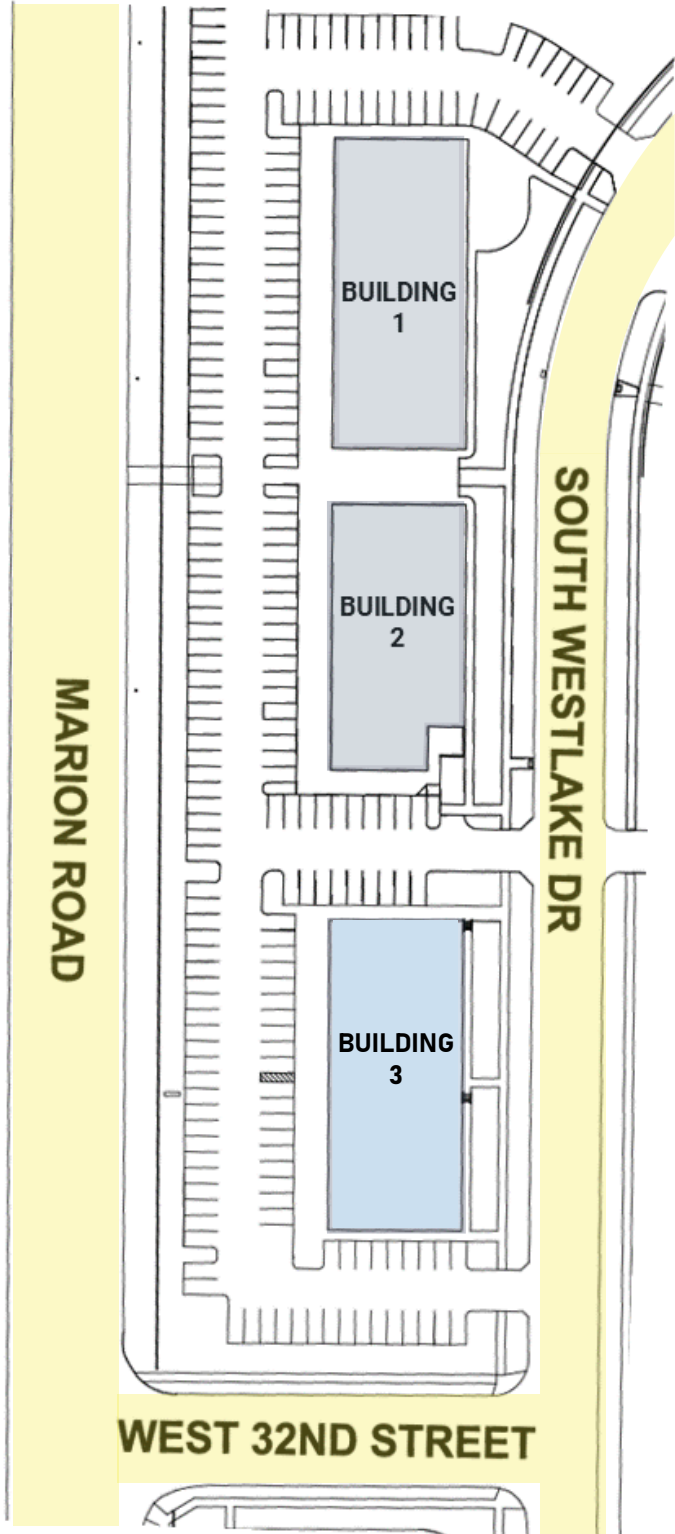 BUILDING
1
SOUTH WESTLAKE DR
BUILDING
2
MARION ROAD
BUILDING
3
WEST 32ND STREET